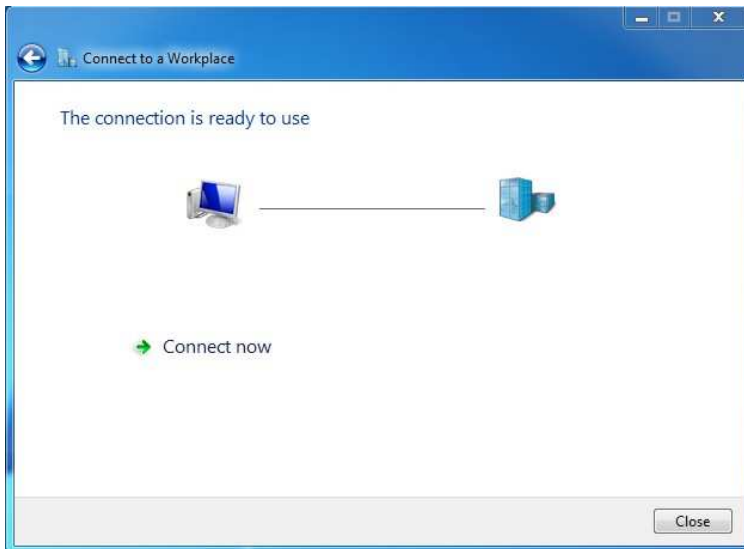 Connect to a Workplace
The connection is ready to use
Connect now
Close